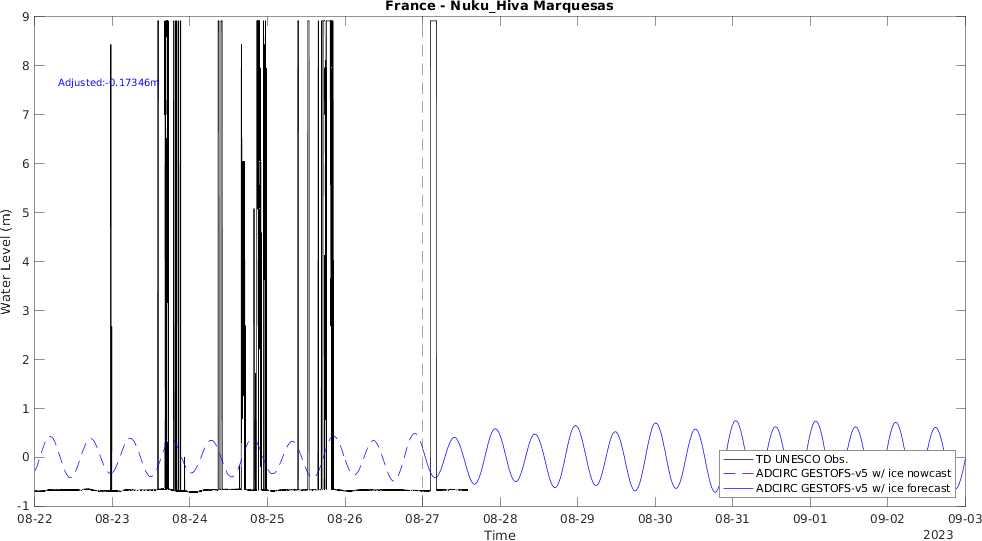 France - Nuku_Hiva Marquesas
9
8
Adjusted:-0.17346m
7
6
5
4
3
2
1
0
-1
Water Level (m)
TD UNESCO Obs.
ADCIRC GESTOFS-v5 w/ ice nowcast
ADCIRC GESTOFS-v5 w/ ice forecast
08-22 08-23 08-24 08-25 08-26 08-27 08-28 08-29 08-30 08-31 09-01 09-02 09-03
Time
2023